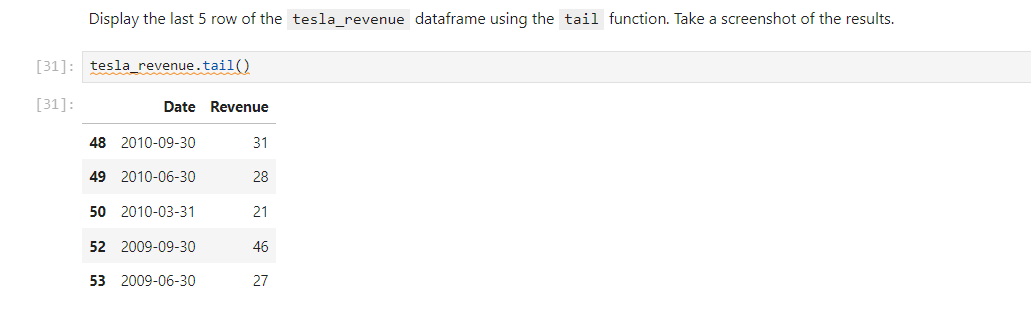 Display the last 5 row of the tesla_revenue dataframe using the tail function. Take a screenshot of the results.
[31]: tesla_revenue.tail()
[31]:
Date Revenue
48 2010-09-30 31
49 2010-06-30 28
50 2010-03-31 21
52 2009-09-30 46
53 2009-06-30 27